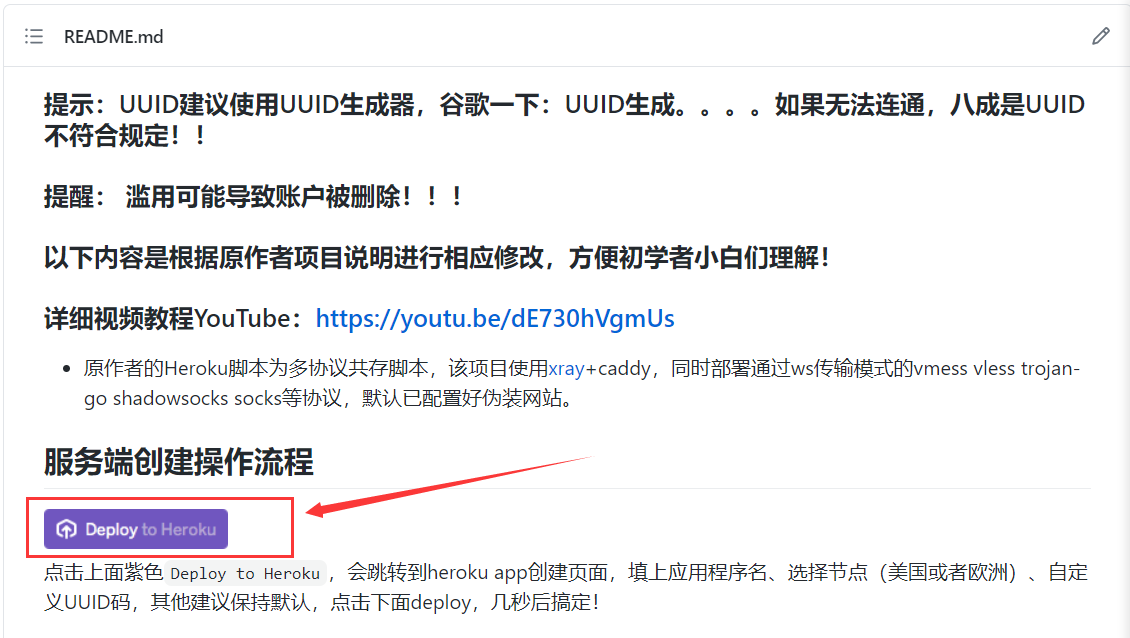 README.md
提示：UUID建议使用UUID生成器，谷歌一下：UUID生成。。。。如果无法连通，八成是UUID
不符合规定！！
提醒： 滥用可能导致账户被删除！！！
以下内容是根据原作者项目说明进行相应修改，方便初学者小白们理解！
详细视频教程YouTube：https://youtu.be/dE730hVgmUs
原作者的Heroku脚本为多协议共存脚本，该项目使用xray+caddy，同时部署通过ws传输模式的vmess vless trojan-
go shadowsocks socks等协议，默认已配置好伪装网站。
服务端创建操作流程
Deploy to Heroku
点击上面紫色 Deploy to Heroku ，会跳转到heroku app创建页面，填上应用程序名、选择节点（美国或者欧洲）、自定
义UUID码，其他建议保持默认，点击下面deploy，几秒后搞定！